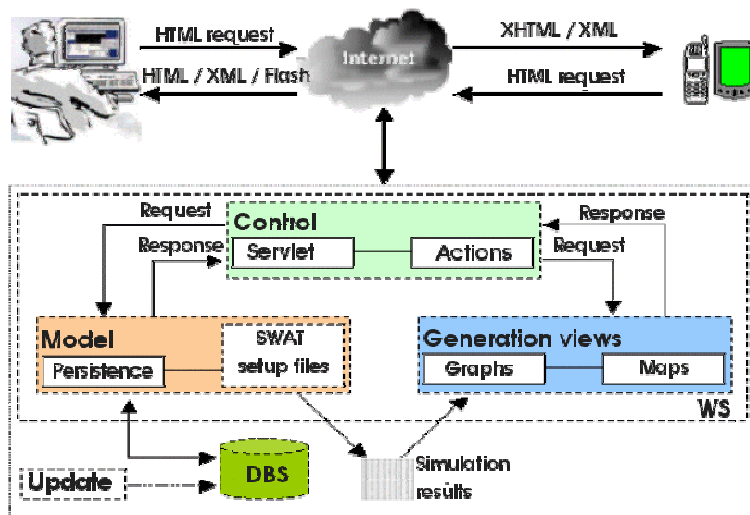 HTML request
Internet
XHTML / XML
HTML / XML / Flash
HTML request
Request
Control
Response
Response
Servlet
Actions
Request
Model
SWAT
setup files
Persistence
Generation views
Graphs
Maps
WS
DBS
Update
Simulation
results